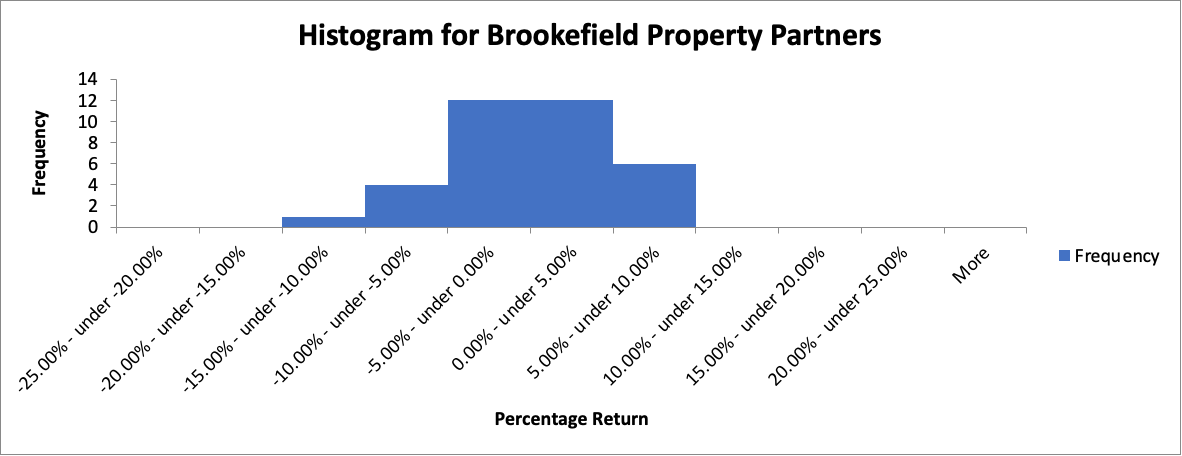 Histogram for Brookefield Property Partners
14
12
10
8
6
4
2
0
Frequency
-25.00% - under -20.00%
-20.00% - under -15.00%
-15.00% - under -10.00%
-10.00% - under -5.00%
-5.00% - under 0.00%
0.00% - under 5.00%
5.00% - under 10.00%
10.00% - under 15.00%
15.00% - under 20.00%
20.00% - under 25.00%
More
Frequency
Percentage Return